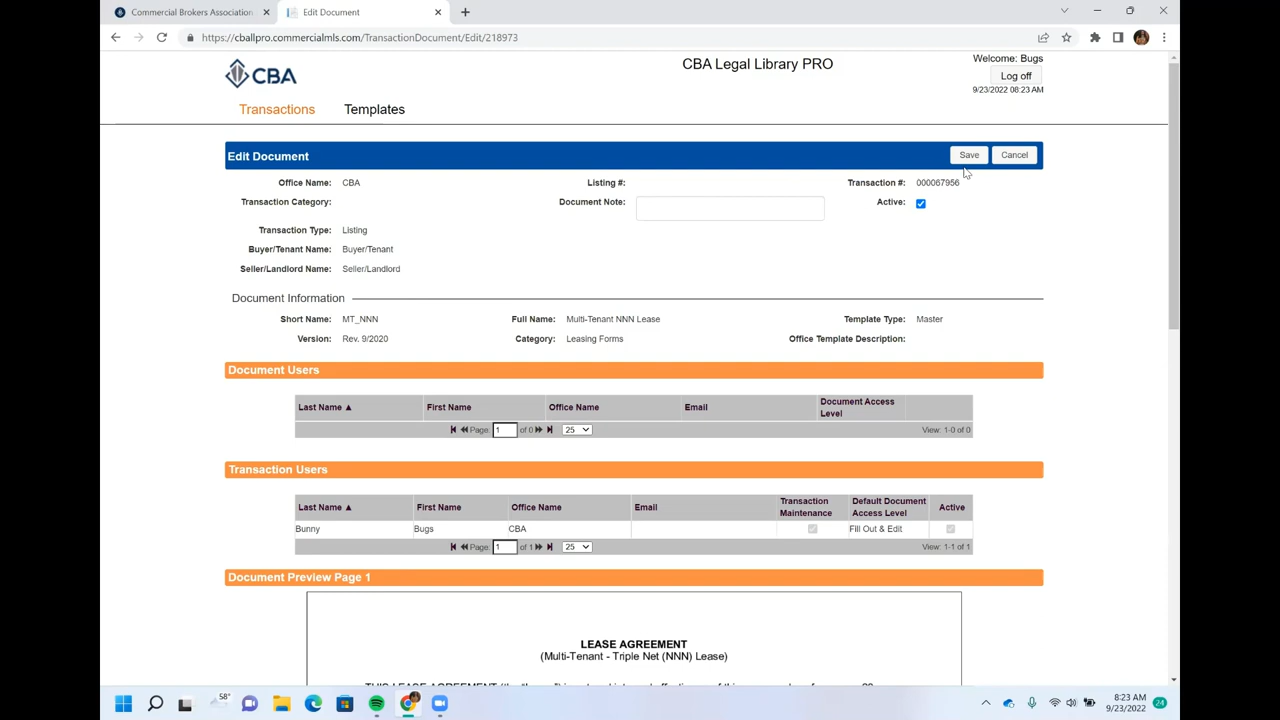 Commercial Brokers Association
Edit Document
https://cballpro.commercialmls.com/TransactionDocument/Edit/218973
CBA
CBA Legal Library PRO
Welcome: Bugs
Log off
9/23/2022 08:23 AM
Transactions Templates
Edit Document Save Cancel
Office Name: CBA Listing #: Transaction #: 000067956
Transaction Category: Document Note: Active:
Transaction Type: Listing
Buyer/Tenant Name: Buyer/Tenant
Seller/Landlord Name: Seller/Landlord
Document Information
Short Name: MT_NNN Full Name: Multi-Tenant NNN Lease Template Type: Master
Version: Rev. 9/2020 Category: Leasing Forms Office Template Description:
Document Users
Last Name ▲ First Name Office Name Email Document Access Level
Page: 1 of 0 25 View: 1-0 of 0
Transaction Users
Last Name ▲ First Name Office Name Email Transaction Maintenance Default Document Access Level Active
Bunny Bugs CBA Fill Out & Edit
Page: 1 of 1 25 View: 1-1 of 1
Document Preview Page 1
LEASE AGREEMENT
(Multi-Tenant - Triple Net (NNN) Lease)
58°
8:23 AM
9/23/2022
24